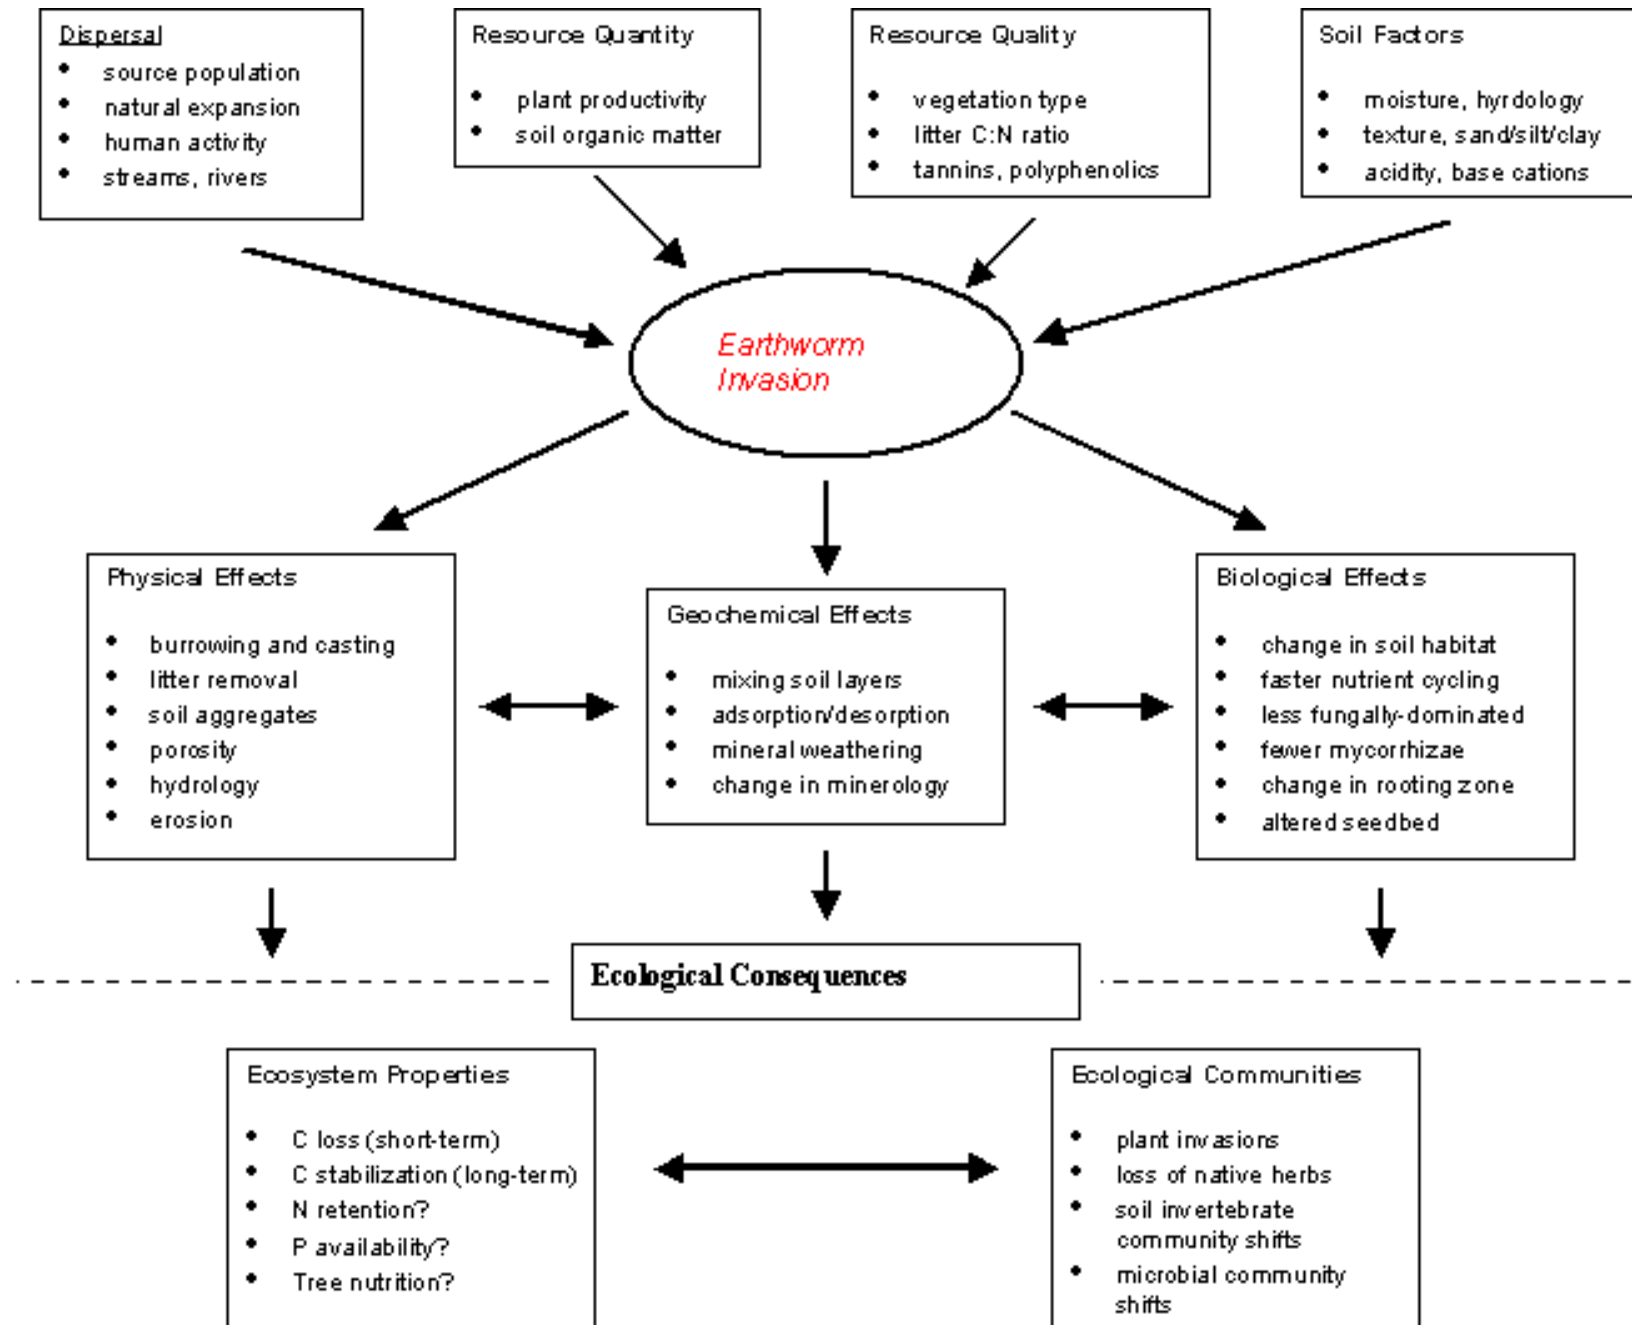 Dispersal
• source population
• natural expansion
• human activity
• streams, rivers
Resource Quantity
• plant productivity
• soil organic matter
Resource Quality
• vegetation type
• litter C:N ratio
• tannins, polyphenolics
Soil Factors
• moisture, hyrdology
• texture, sand/silt/clay
• acidity, base cations
Earthworm
Invasion
Physical Effects
• burrowing and casting
• litter removal
• soil aggregates
• porosity
• hydrology
• erosion
Geochemical Effects
• mixing soil layers
• adsorption/desorption
• mineral weathering
• change in minerology
Biological Effects
• change in soil habitat
• faster nutrient cycling
• less fungally-dominated
• fewer mycorrhizae
• change in rooting zone
• altered seedbed
Ecological Consequences
Ecosystem Properties
• C loss (short-term)
• C stabilization (long-term)
• N retention?
• P availability?
• Tree nutrition?
Ecological Communities
• plant invasions
• loss of native herbs
• soil invertebrate
community shifts
• microbial community
shifts